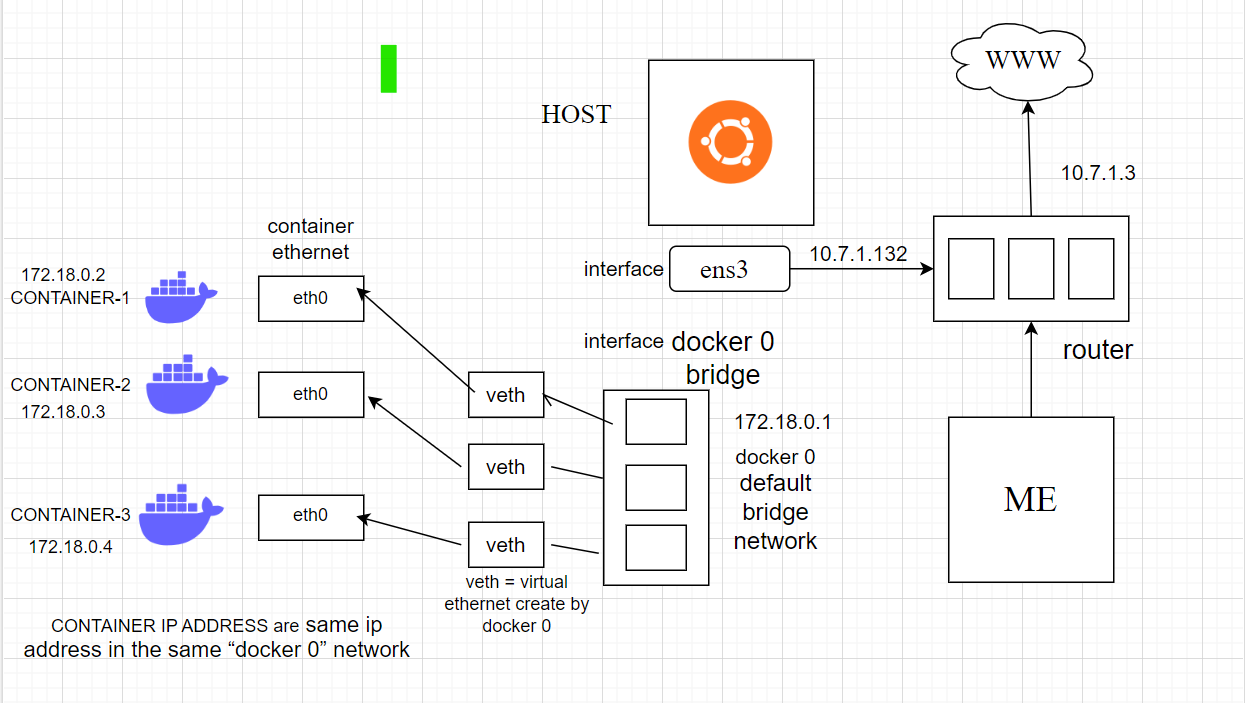 WWW
HOST
10.7.1.3
container
ethernet
10.7.1.132
interface
ens3
172.18.0.2
CONTAINER-1
eth0
interface
docker 0
bridge
router
CONTAINER-2
172.18.0.3
eth0
veth
172.18.0.1
docker 0
default
bridge
network
veth
ME
CONTAINER-3
172.18.0.4
eth0
veth
veth = virtual
ethernet create by
docker 0
CONTAINER IP ADDRESS are same ip
address in the same “docker 0” network